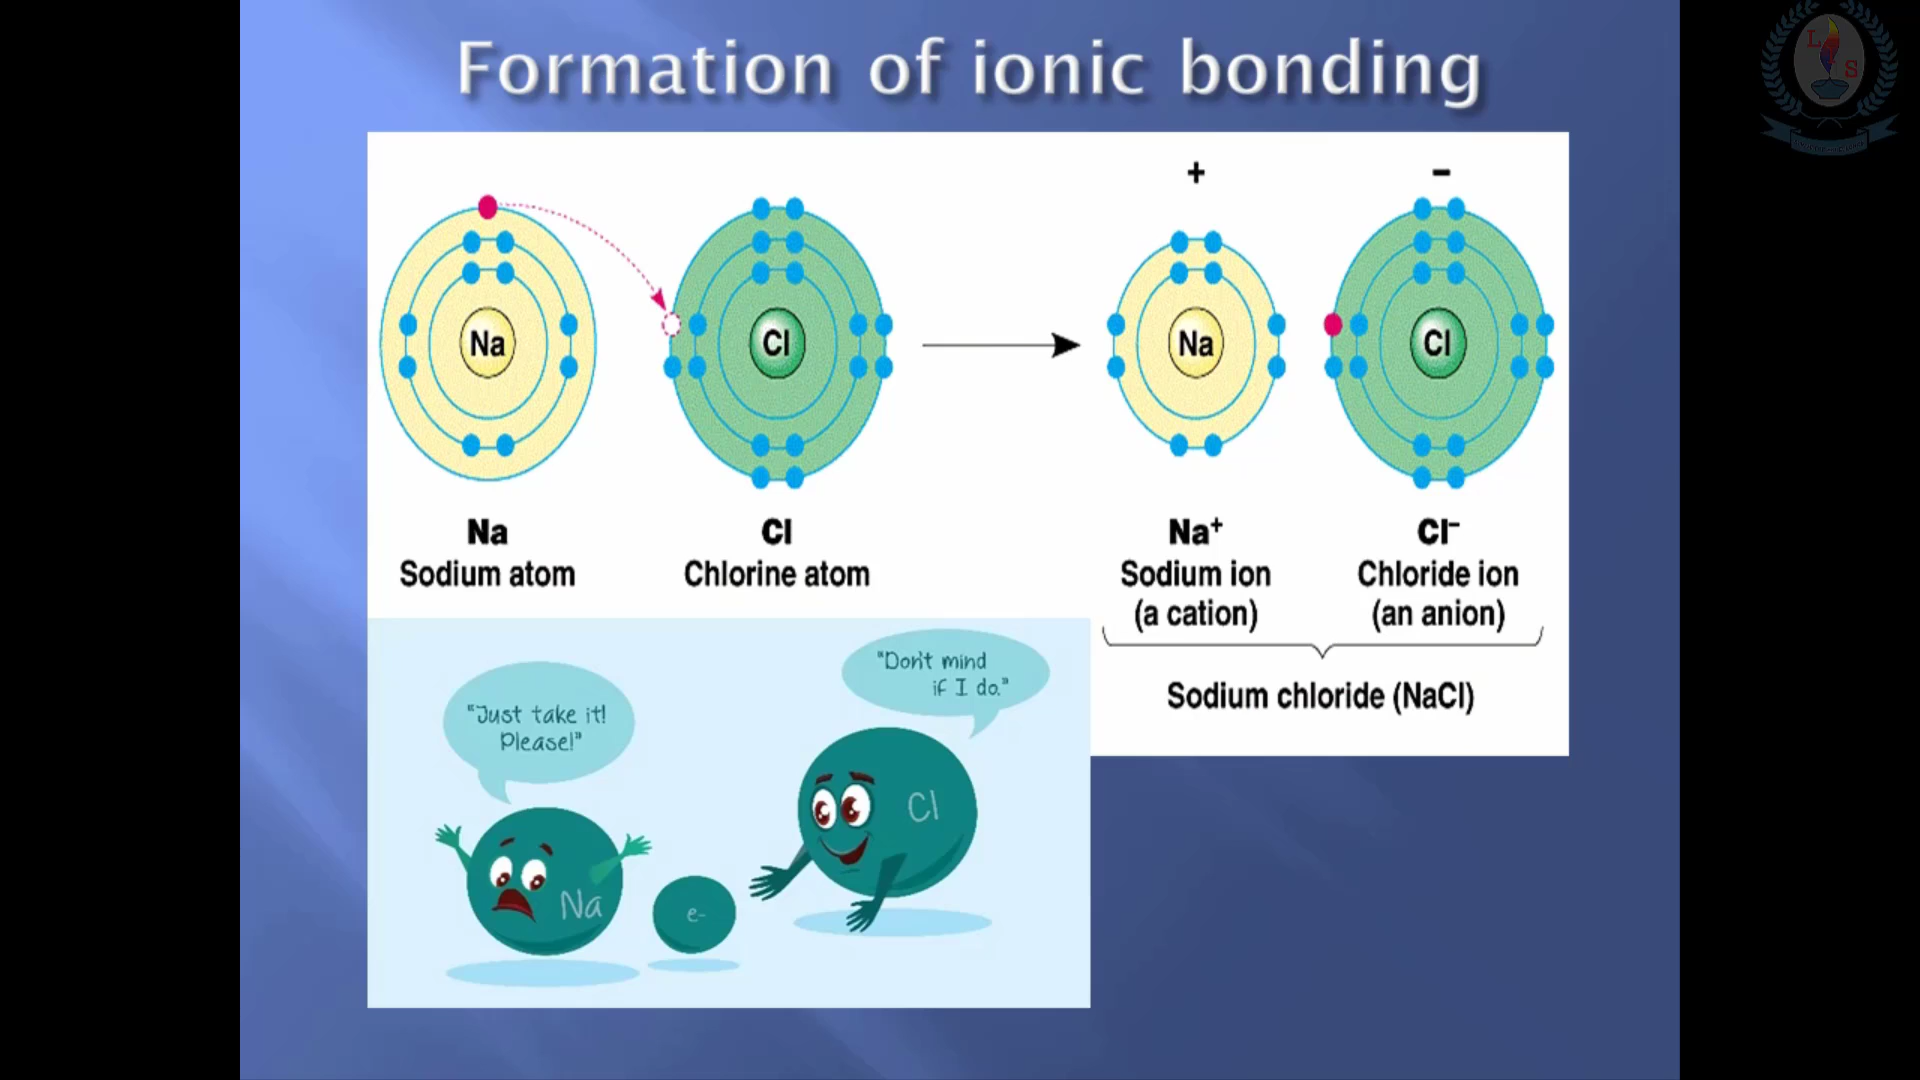 Formation of ionic bonding
L
S
+
−
Na
Cl
Na
Cl
Na
Cl
Na⁺
Cl⁻
Sodium atom
Chlorine atom
Sodium ion
(a cation)
Chloride ion
(an anion)
Sodium chloride (NaCl)
"Just take it!
Please!"
"Don't mind
if I do."
Na
e-
Cl